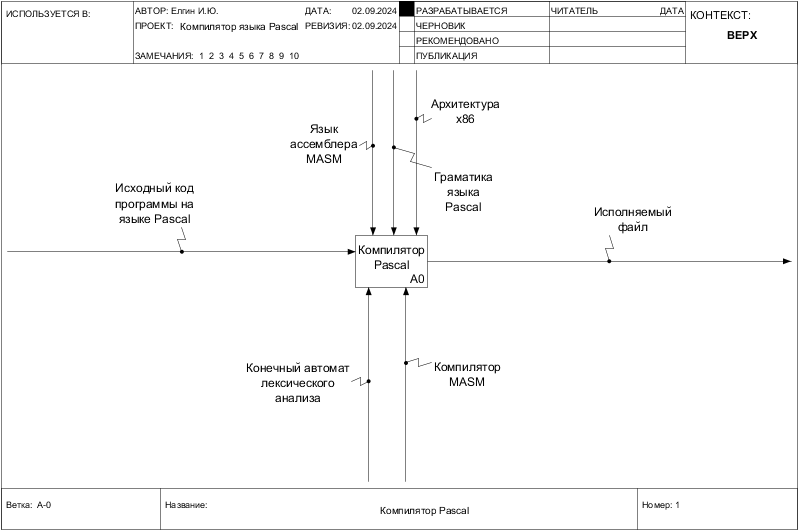 ИСПОЛЬЗУЕТСЯ В:
АВТОР: Елгин И.Ю.
ДАТА: 02.09.2024
ПРОЕКТ: Компилятор языка Pascal
РЕВИЗИЯ: 02.09.2024
ЗАМЕЧАНИЯ: 1 2 3 4 5 6 7 8 9 10
РАЗРАБАТЫВАЕТСЯ
ЧЕРНОВИК
РЕКОМЕНДОВАНО
ПУБЛИКАЦИЯ
ЧИТАТЕЛЬ ДАТА
КОНТЕКСТ:
ВЕРХ
Архитектура
x86
Язык
ассемблера
MASM
Граматика
языка
Pascal
Исходный код
программы на
языке Pascal
Исполняемый
файл
Компилятор
Pascal
A0
Конечный автомат
лексического
анализа
Компилятор
MASM
Ветка: A-0
Название:
Компилятор Pascal
Номер: 1